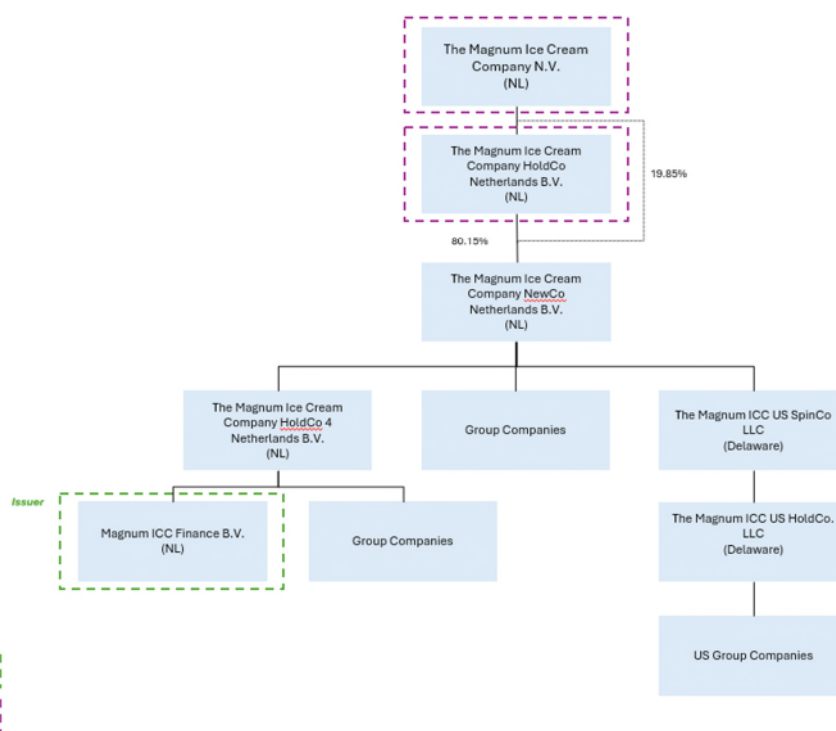 The Magnum Ice Cream
Company N.V.
(NL)
The Magnum Ice Cream
Company HoldCo
Netherlands B.V.
(NL)
19.85%
80.15%
The Magnum Ice Cream
Company NewCo
Netherlands B.V.
(NL)
The Magnum Ice Cream
Company HoldCo 4
Netherlands B.V.
(NL)
Group Companies
The Magnum ICC US SpinCo
LLC
(Delaware)
Issuer
Magnum ICC Finance B.V.
(NL)
Group Companies
The Magnum ICC US HoldCo.
LLC
(Delaware)
US Group Companies